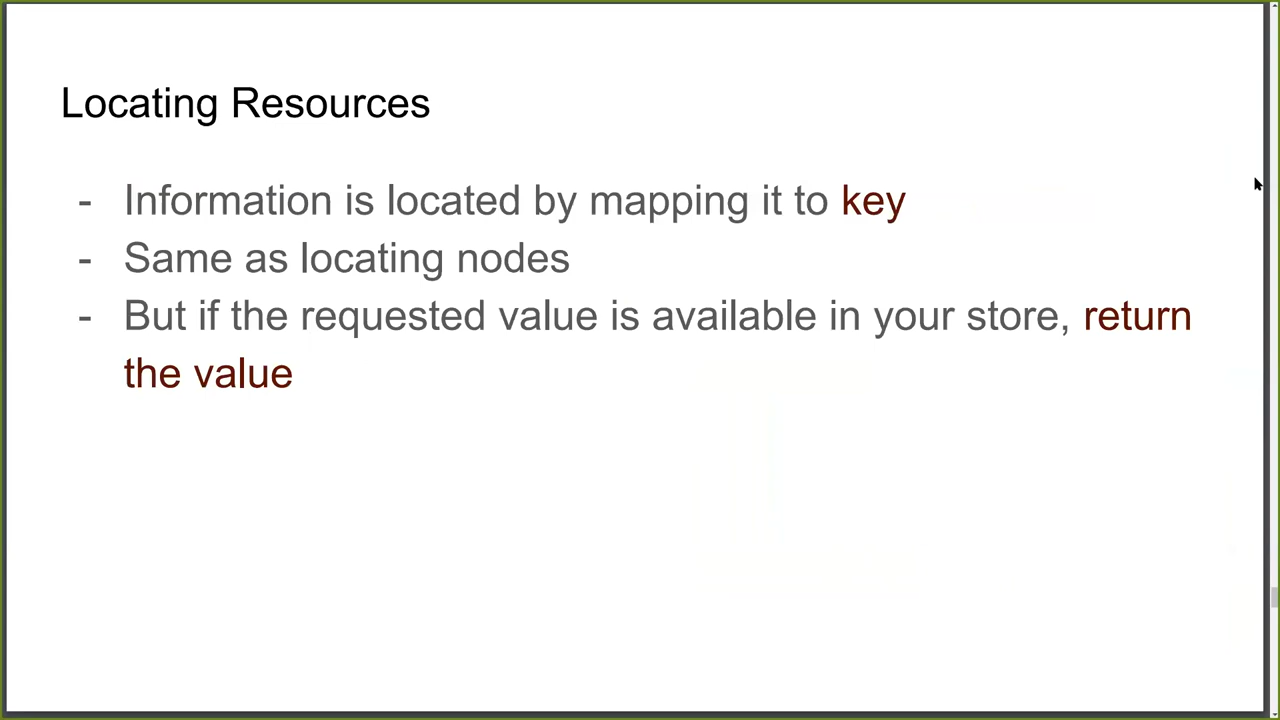 Locating Resources
- Information is located by mapping it to key
- Same as locating nodes
- But if the requested value is available in your store, return
the value